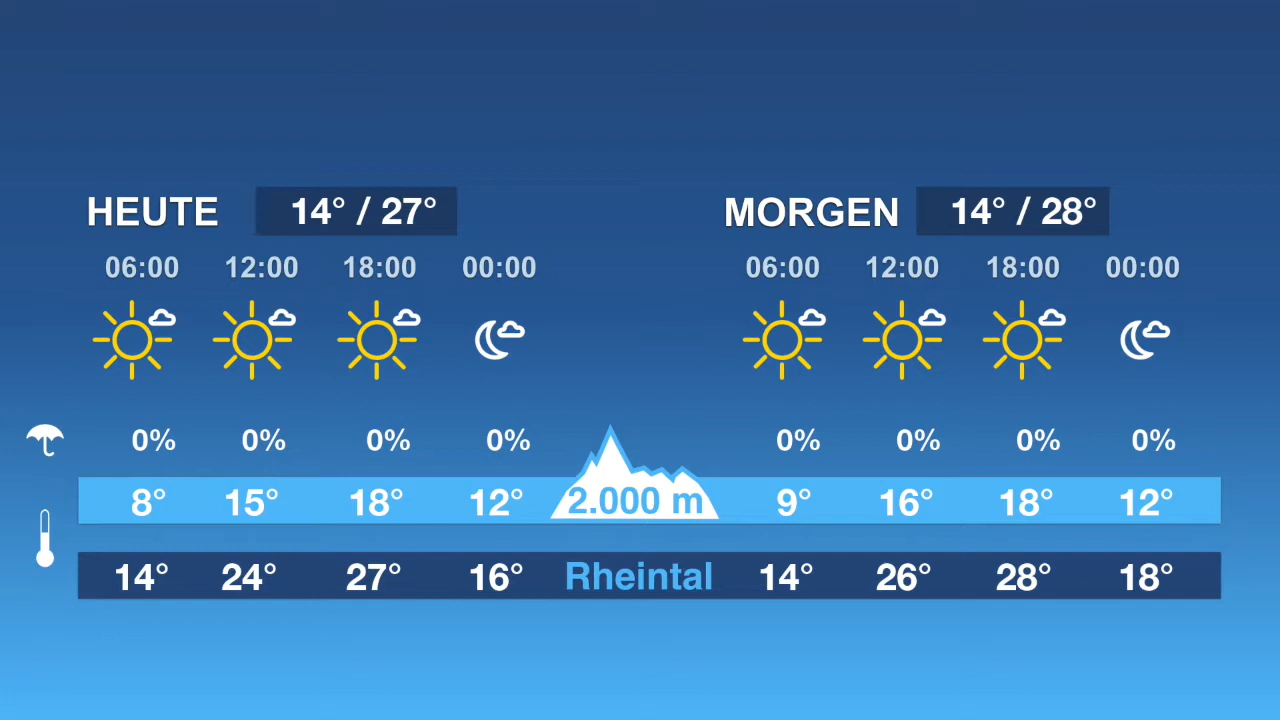 HEUTE 14° / 27° MORGEN 14° / 28°
06:00 12:00 18:00 00:00 06:00 12:00 18:00 00:00
0% 0% 0% 0% 0% 0% 0% 0%
8° 15° 18° 12° 2.000 m 9° 16° 18° 12°
14° 24° 27° 16° Rheintal 14° 26° 28° 18°